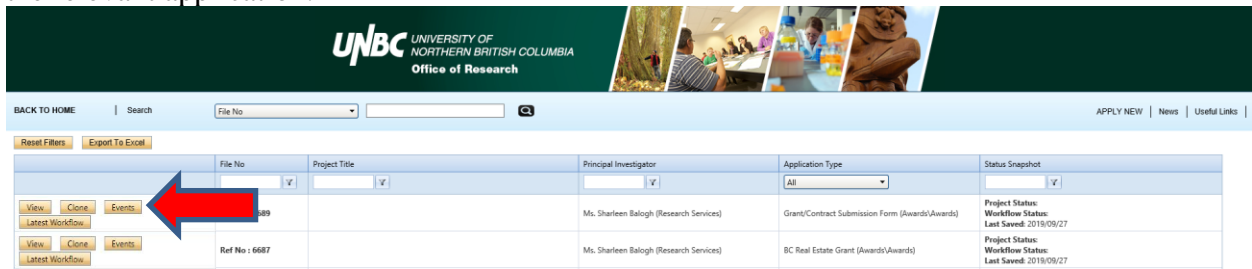 UNBC UNIVERSITY OF
NORTHERN BRITISH COLUMBIA
Office of Research
BACK TO HOME | Search File No APPLY NEW | News | Useful Links |
Reset Filters Export To Excel
File No Project Title Principal Investigator Application Type Status Snapshot
All
View Clone Events
Latest Workflow
689
Ms. Sharleen Balogh (Research Services)
Grant/Contract Submission Form (Awards\Awards)
Project Status:
Workflow Status:
Last Saved: 2019/09/27
View Clone Events
Latest Workflow
Ref No : 6687
Ms. Sharleen Balogh (Research Services)
BC Real Estate Grant (Awards\Awards)
Project Status:
Workflow Status:
Last Saved: 2019/09/27